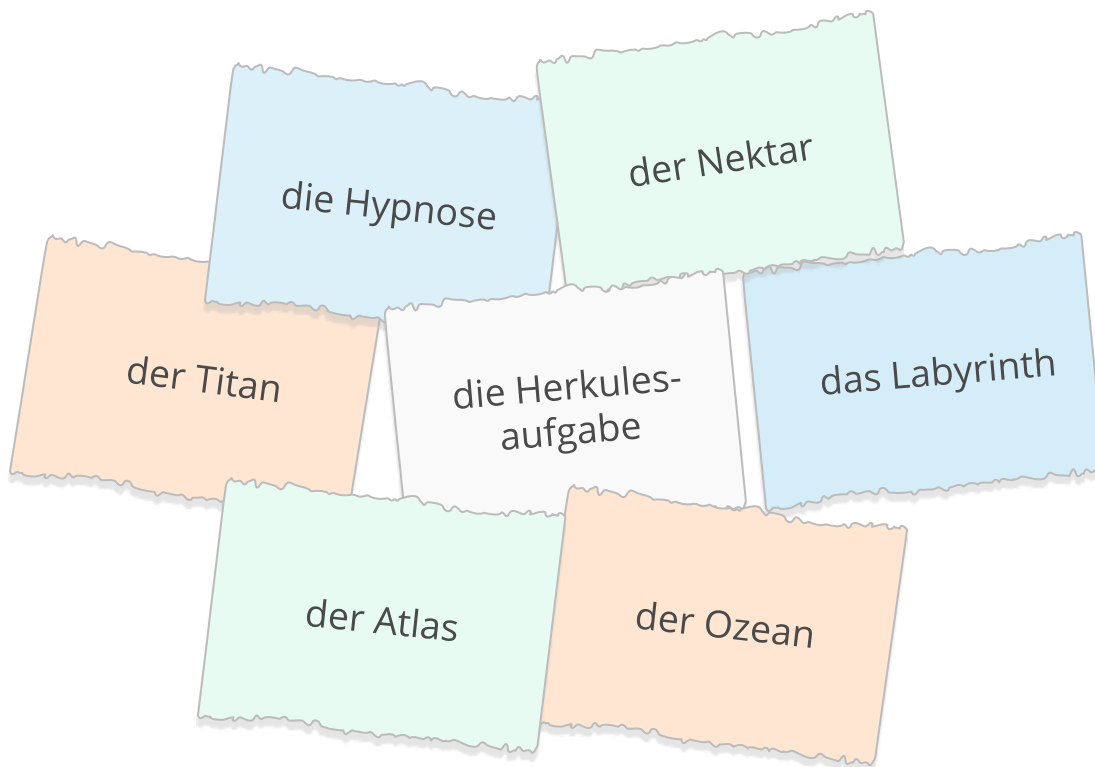 der Nektar
die Hypnose
der Titan
die Herkules-
aufgabe
das Labyrinth
der Atlas
der Ozean